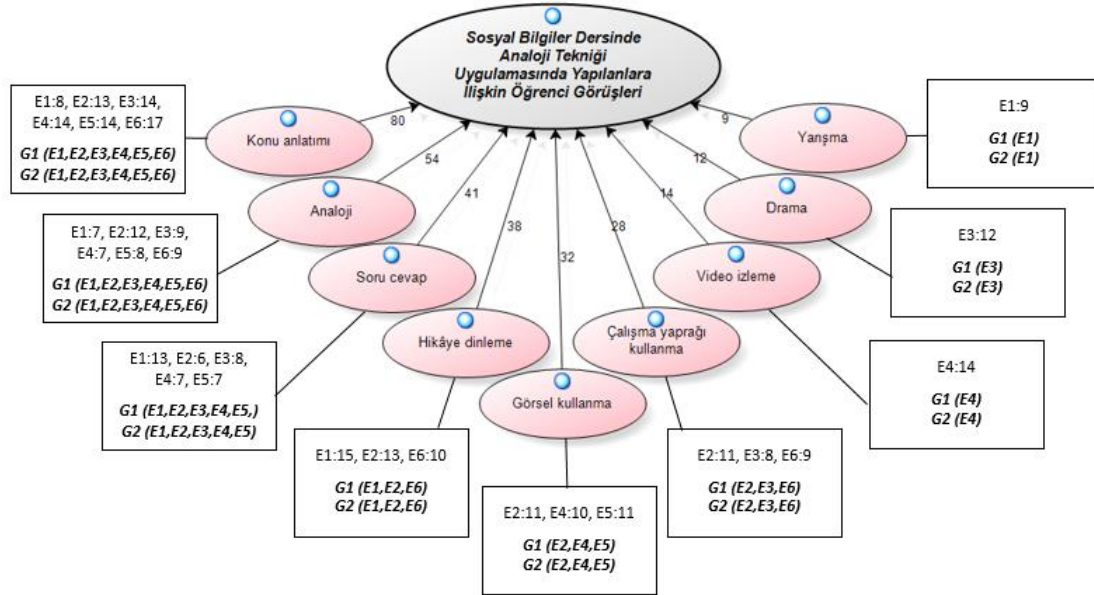 Sosyal Bilgiler Dersinde
Analoji Tekniği
Uygulamasında Yapılanlara
İlişkin Öğrenci Görüşleri
E1:8, E2:13, E3:14,
E4:14, E5:14, E6:17
G1 (E1,E2,E3,E4,E5,E6)
G2 (E1,E2,E3,E4,E5,E6)
Konu anlatımı
80
E1:7, E2:12, E3:9,
E4:7, E5:8, E6:9
G1 (E1,E2,E3,E4,E5,E6)
G2 (E1,E2,E3,E4,E5,E6)
Analoji
54
E1:13, E2:6, E3:8,
E4:7, E5:7
G1 (E1,E2,E3,E4,E5,)
G2 (E1,E2,E3,E4,E5)
Soru cevap
41
E1:15, E2:13, E6:10
G1 (E1,E2,E6)
G2 (E1,E2,E6)
Hikâye dinleme
38
E2:11, E4:10, E5:11
G1 (E2,E4,E5)
G2 (E2,E4,E5)
Görsel kullanma
32
E2:11, E3:8, E6:9
G1 (E2,E3,E6)
G2 (E2,E3,E6)
Çalışma yaprağı
kullanma
28
E4:14
G1 (E4)
G2 (E4)
Video izleme
14
E3:12
G1 (E3)
G2 (E3)
Drama
12
E1:9
G1 (E1)
G2 (E1)
Yarışma
9